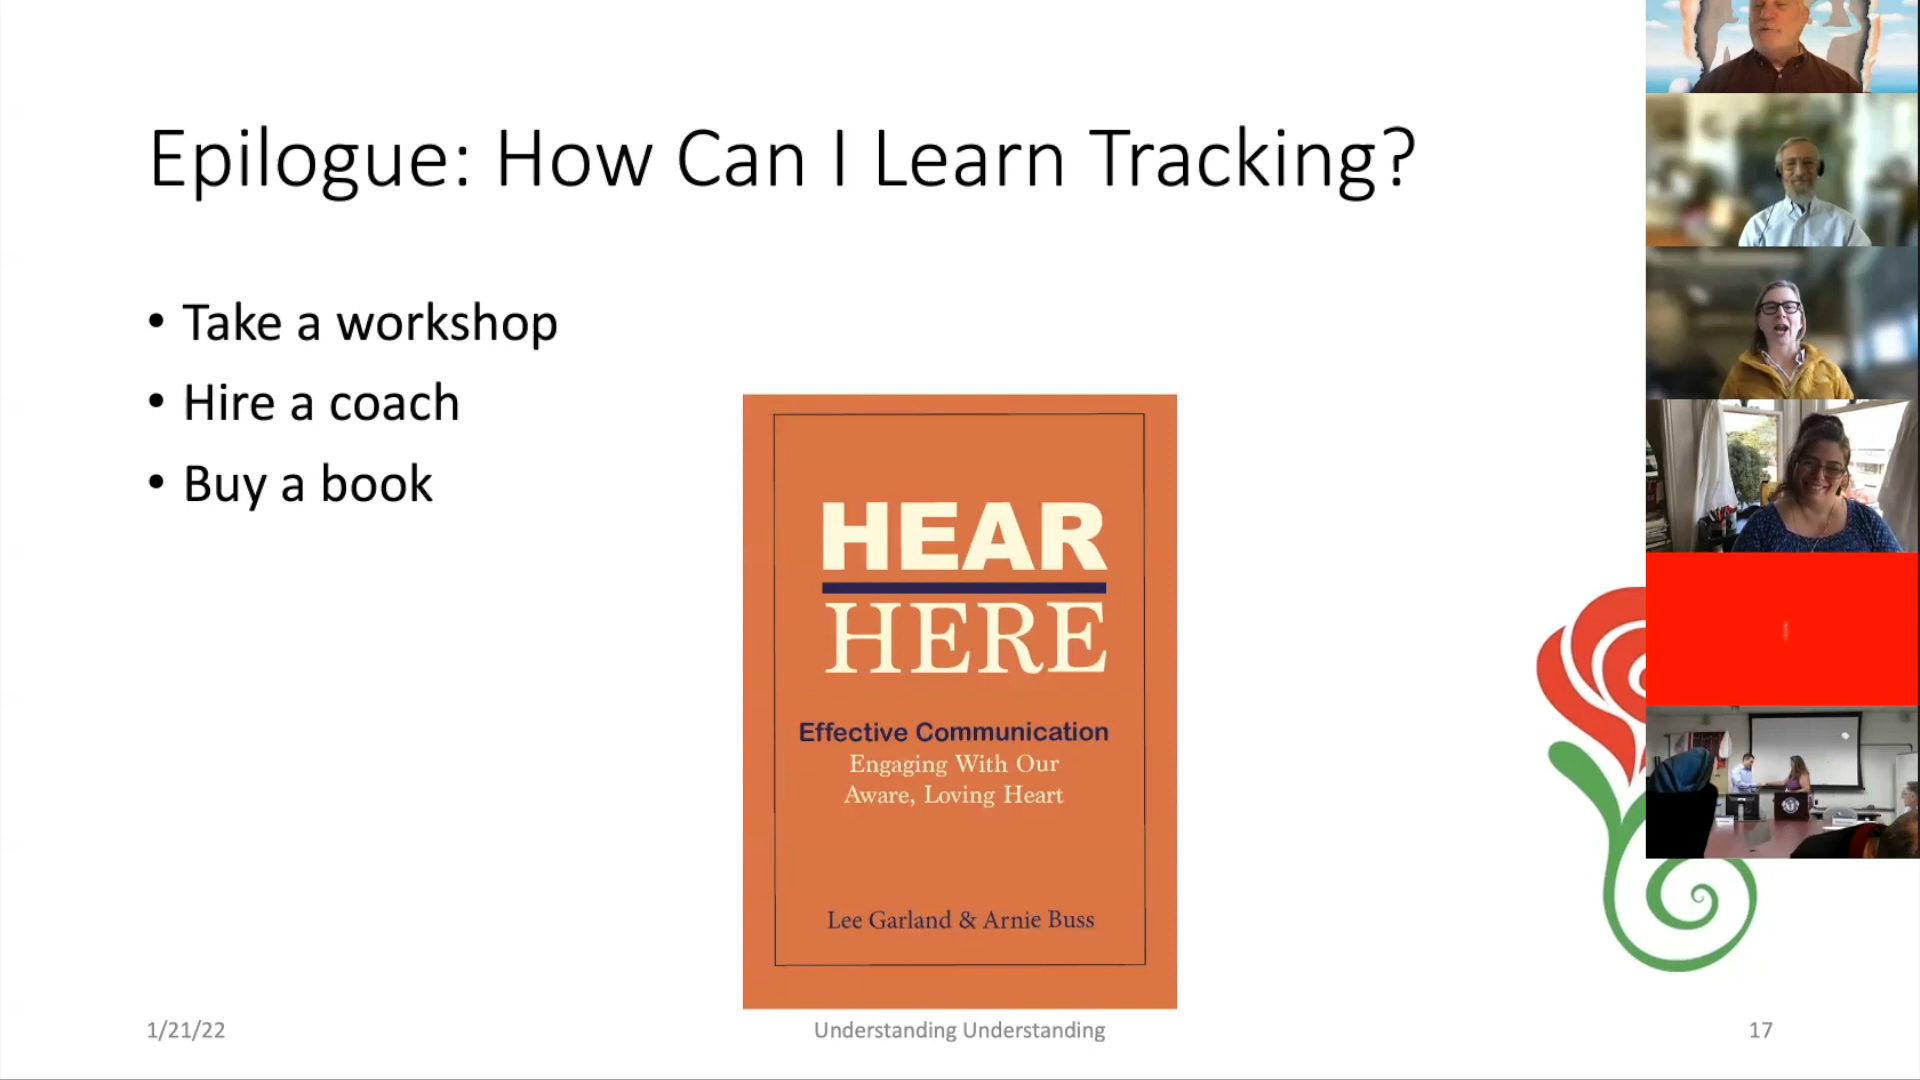 Epilogue: How Can I Learn Tracking?
• Take a workshop
• Hire a coach
• Buy a book
HEAR
HERE
Effective Communication
Engaging With Our
Aware, Loving Heart
Lee Garland & Arnie Buss
1/21/22
Understanding Understanding
17